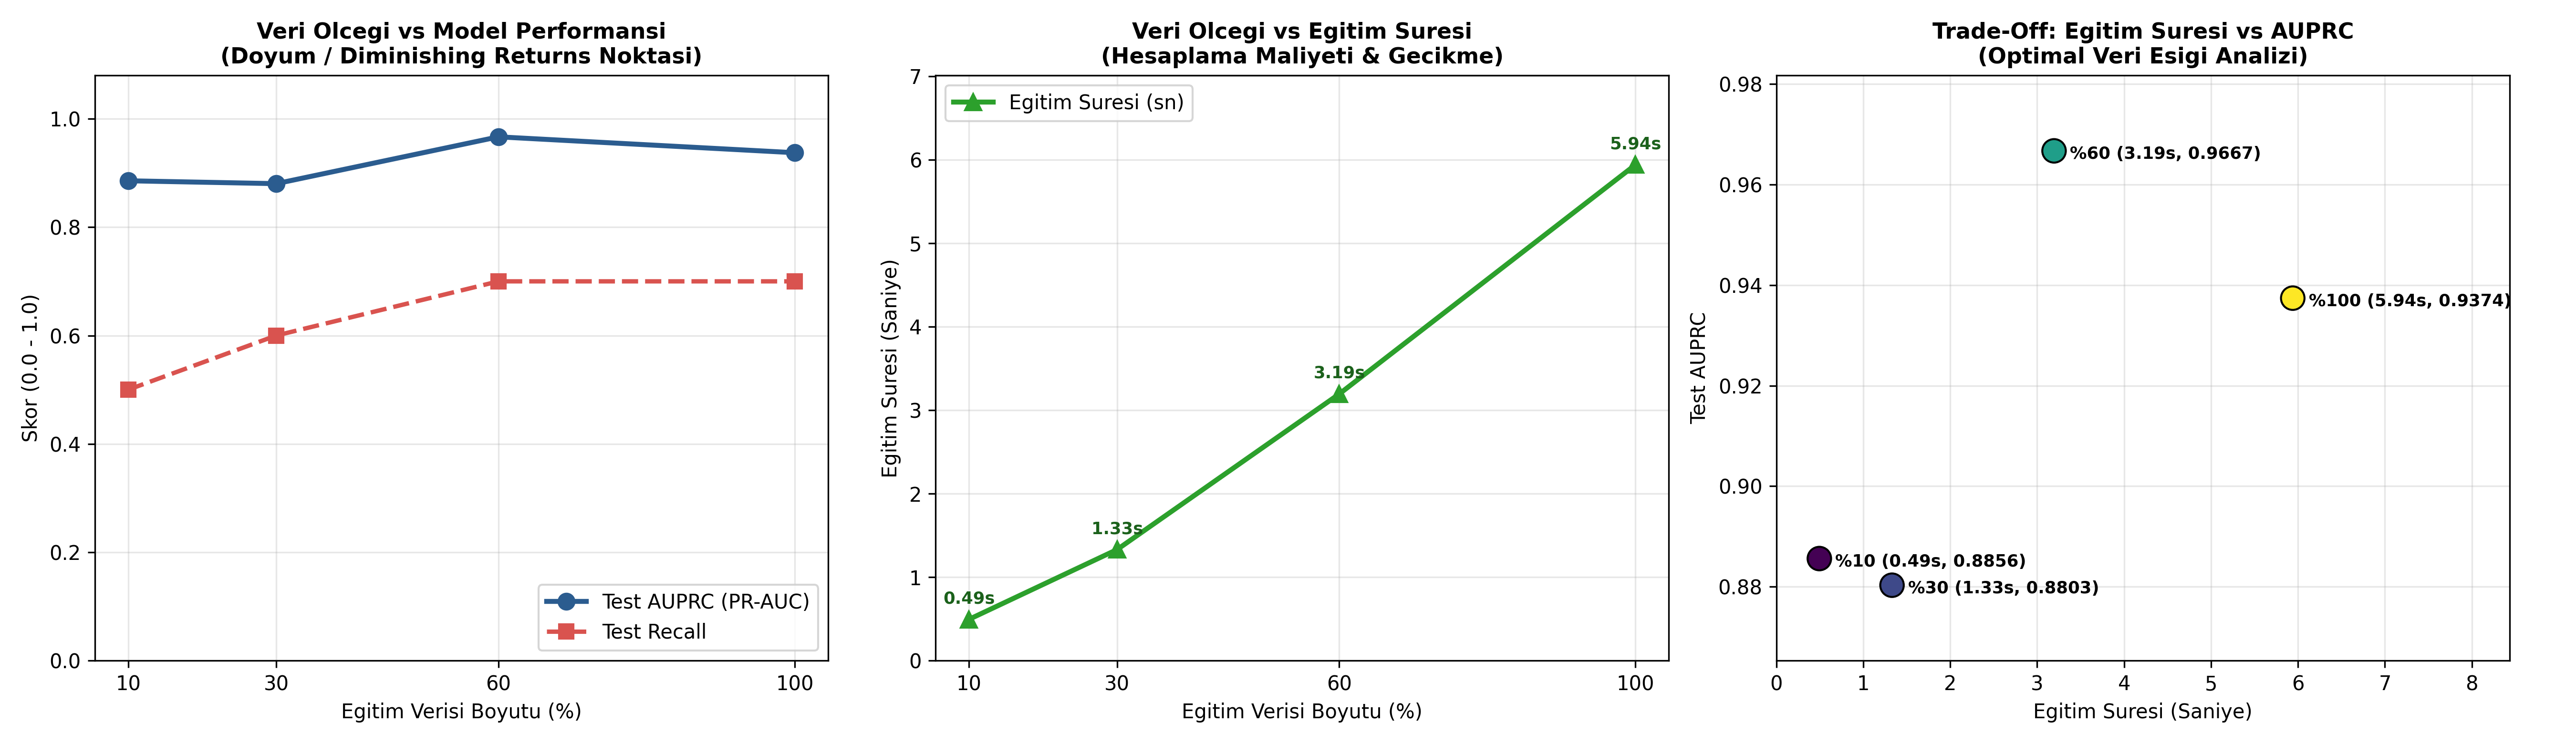 Veri Olcegi vs Model Performansi
(Doyum / Diminishing Returns Noktasi)
Skor (0.0 - 1.0)
1.0
0.8
0.6
0.4
0.2
0.0
Test AUPRC (PR-AUC)
Test Recall
10 30 60 100
Egitim Verisi Boyutu (%)
Veri Olcegi vs Egitim Suresi
(Hesaplama Maliyeti & Gecikme)
Egitim Suresi (Saniye)
7
6
5
4
3
2
1
0
Egitim Suresi (sn)
5.94s
3.19s
1.33s
0.49s
10 30 60 100
Egitim Verisi Boyutu (%)
Trade-Off: Egitim Suresi vs AUPRC
(Optimal Veri Esigi Analizi)
Test AUPRC
0.98
0.96
0.94
0.92
0.90
0.88
%60 (3.19s, 0.9667)
%100 (5.94s, 0.9374)
%10 (0.49s, 0.8856)
%30 (1.33s, 0.8803)
0 1 2 3 4 5 6 7 8
Egitim Suresi (Saniye)